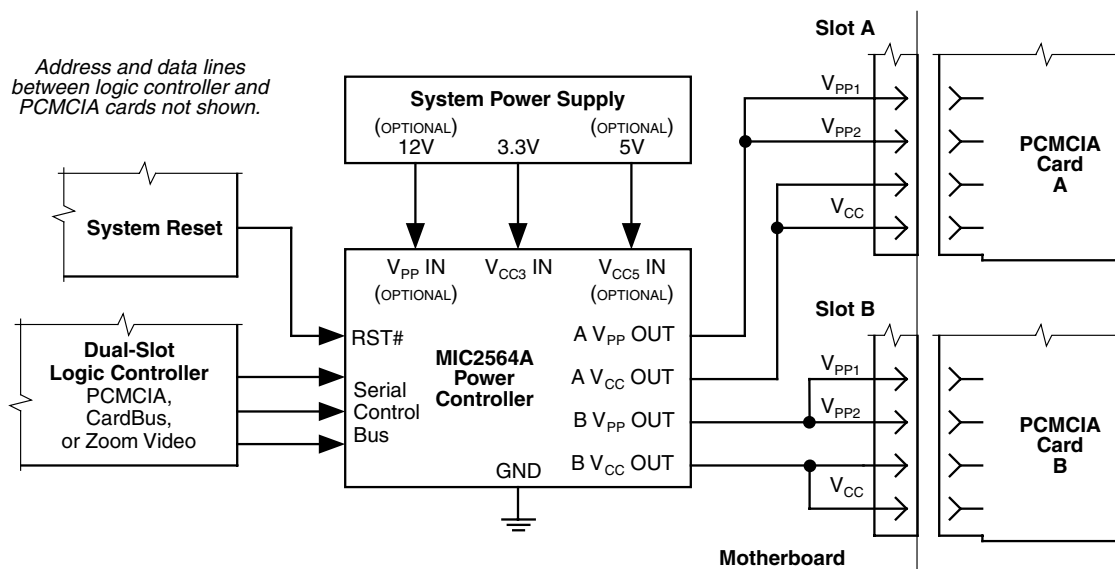 Address and data lines
between logic controller and
PCMCIA cards not shown.
System Power Supply
(OPTIONAL)
12V
3.3V
(OPTIONAL)
5V
System Reset
VPP IN
(OPTIONAL)
VCC3 IN
VCC5 IN
(OPTIONAL)
RST#
MIC2564A
Power
Controller
Serial
Control
Bus
A VPP OUT
A VCC OUT
B VPP OUT
B VCC OUT
GND
Dual-Slot
Logic Controller
PCMCIA,
CardBus,
or Zoom Video
Slot A
VPP1
VPP2
VCC
PCMCIA
Card
A
Slot B
VPP1
VPP2
VCC
PCMCIA
Card
B
Motherboard